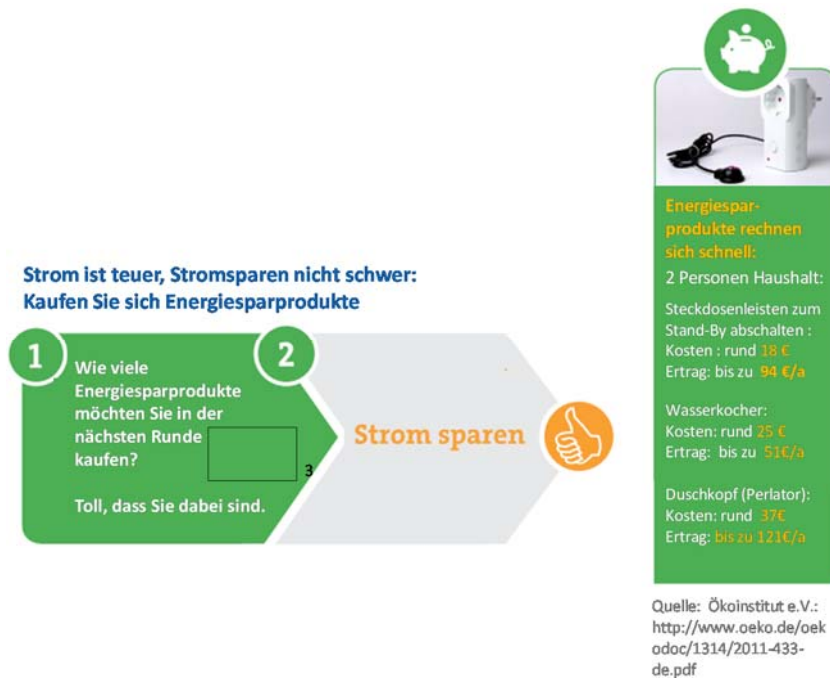 Strom ist teuer, Stromsparen nicht schwer:
Kaufen Sie sich Energiesparprodukte
1
Wie viele
Energiesparprodukte
möchten Sie in der
nächsten Runde
kaufen?
3
Toll, dass Sie dabei sind.
2
Strom sparen
Energiespar-
produkte rechnen
sich schnell:
2 Personen Haushalt:
Steckdosenleisten zum
Stand-By abschalten :
Kosten : rund 18 €
Ertrag: bis zu 94 €/a
Wasserkocher:
Kosten: rund 25 €
Ertrag: bis zu 51€/a
Duschkopf (Perlator):
Kosten: rund 37€
Ertrag: bis zu 121€/a
Quelle: Ökoinstitut e.V.:
http://www.oeko.de/oek
odoc/1314/2011-433-
de.pdf